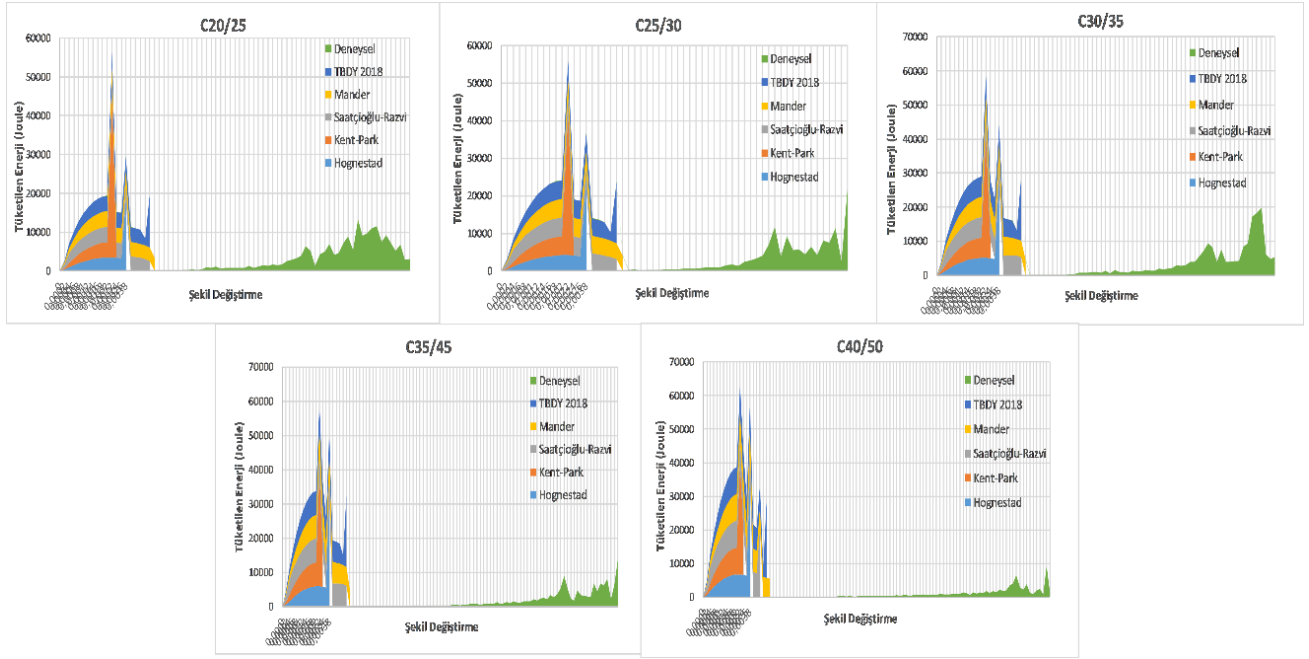 C20/25
60000
50000
40000
30000
20000
10000
0
Tüketilen Enerji (Joule)
Şekil Değiştirme
Deneysel
TBDY 2018
Mander
Saatçioğlu-Razvi
Kent-Park
Hognestad
C25/30
60000
50000
40000
30000
20000
10000
0
Tüketilen Enerji (Joule)
Şekil Değiştirme
Deneysel
TBDY 2018
Mander
Saatçioğlu-Razvi
Kent-Park
Hognestad
C30/35
70000
60000
50000
40000
30000
20000
10000
0
Tüketilen Enerji (Joule)
Şekil Değiştirme
Deneysel
TBDY 2018
Mander
Saatçioğlu-Razvi
Kent-Park
Hognestad
C35/45
70000
60000
50000
40000
30000
20000
10000
0
Tüketilen Enerji (Joule)
Şekil Değiştirme
Deneysel
TBDY 2018
Mander
Saatçioğlu-Razvi
Kent-Park
Hognestad
C40/50
70000
60000
50000
40000
30000
20000
10000
0
Tüketilen Enerji (Joule)
Şekil Değiştirme
Deneysel
TBDY 2018
Mander
Saatçioğlu-Razvi
Kent-Park
Hognestad